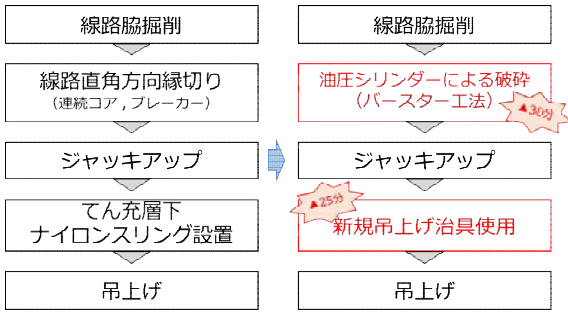 線路脇掘削
線路直角方向縁切り
（連続コア，ブレーカー）
ジャッキアップ
てん充層下
ナイロンスリング設置
吊上げ
線路脇掘削
油圧シリンダーによる破砕
（バースター工法）
▲30分
ジャッキアップ
▲25分
新規吊上げ治具使用
吊上げ